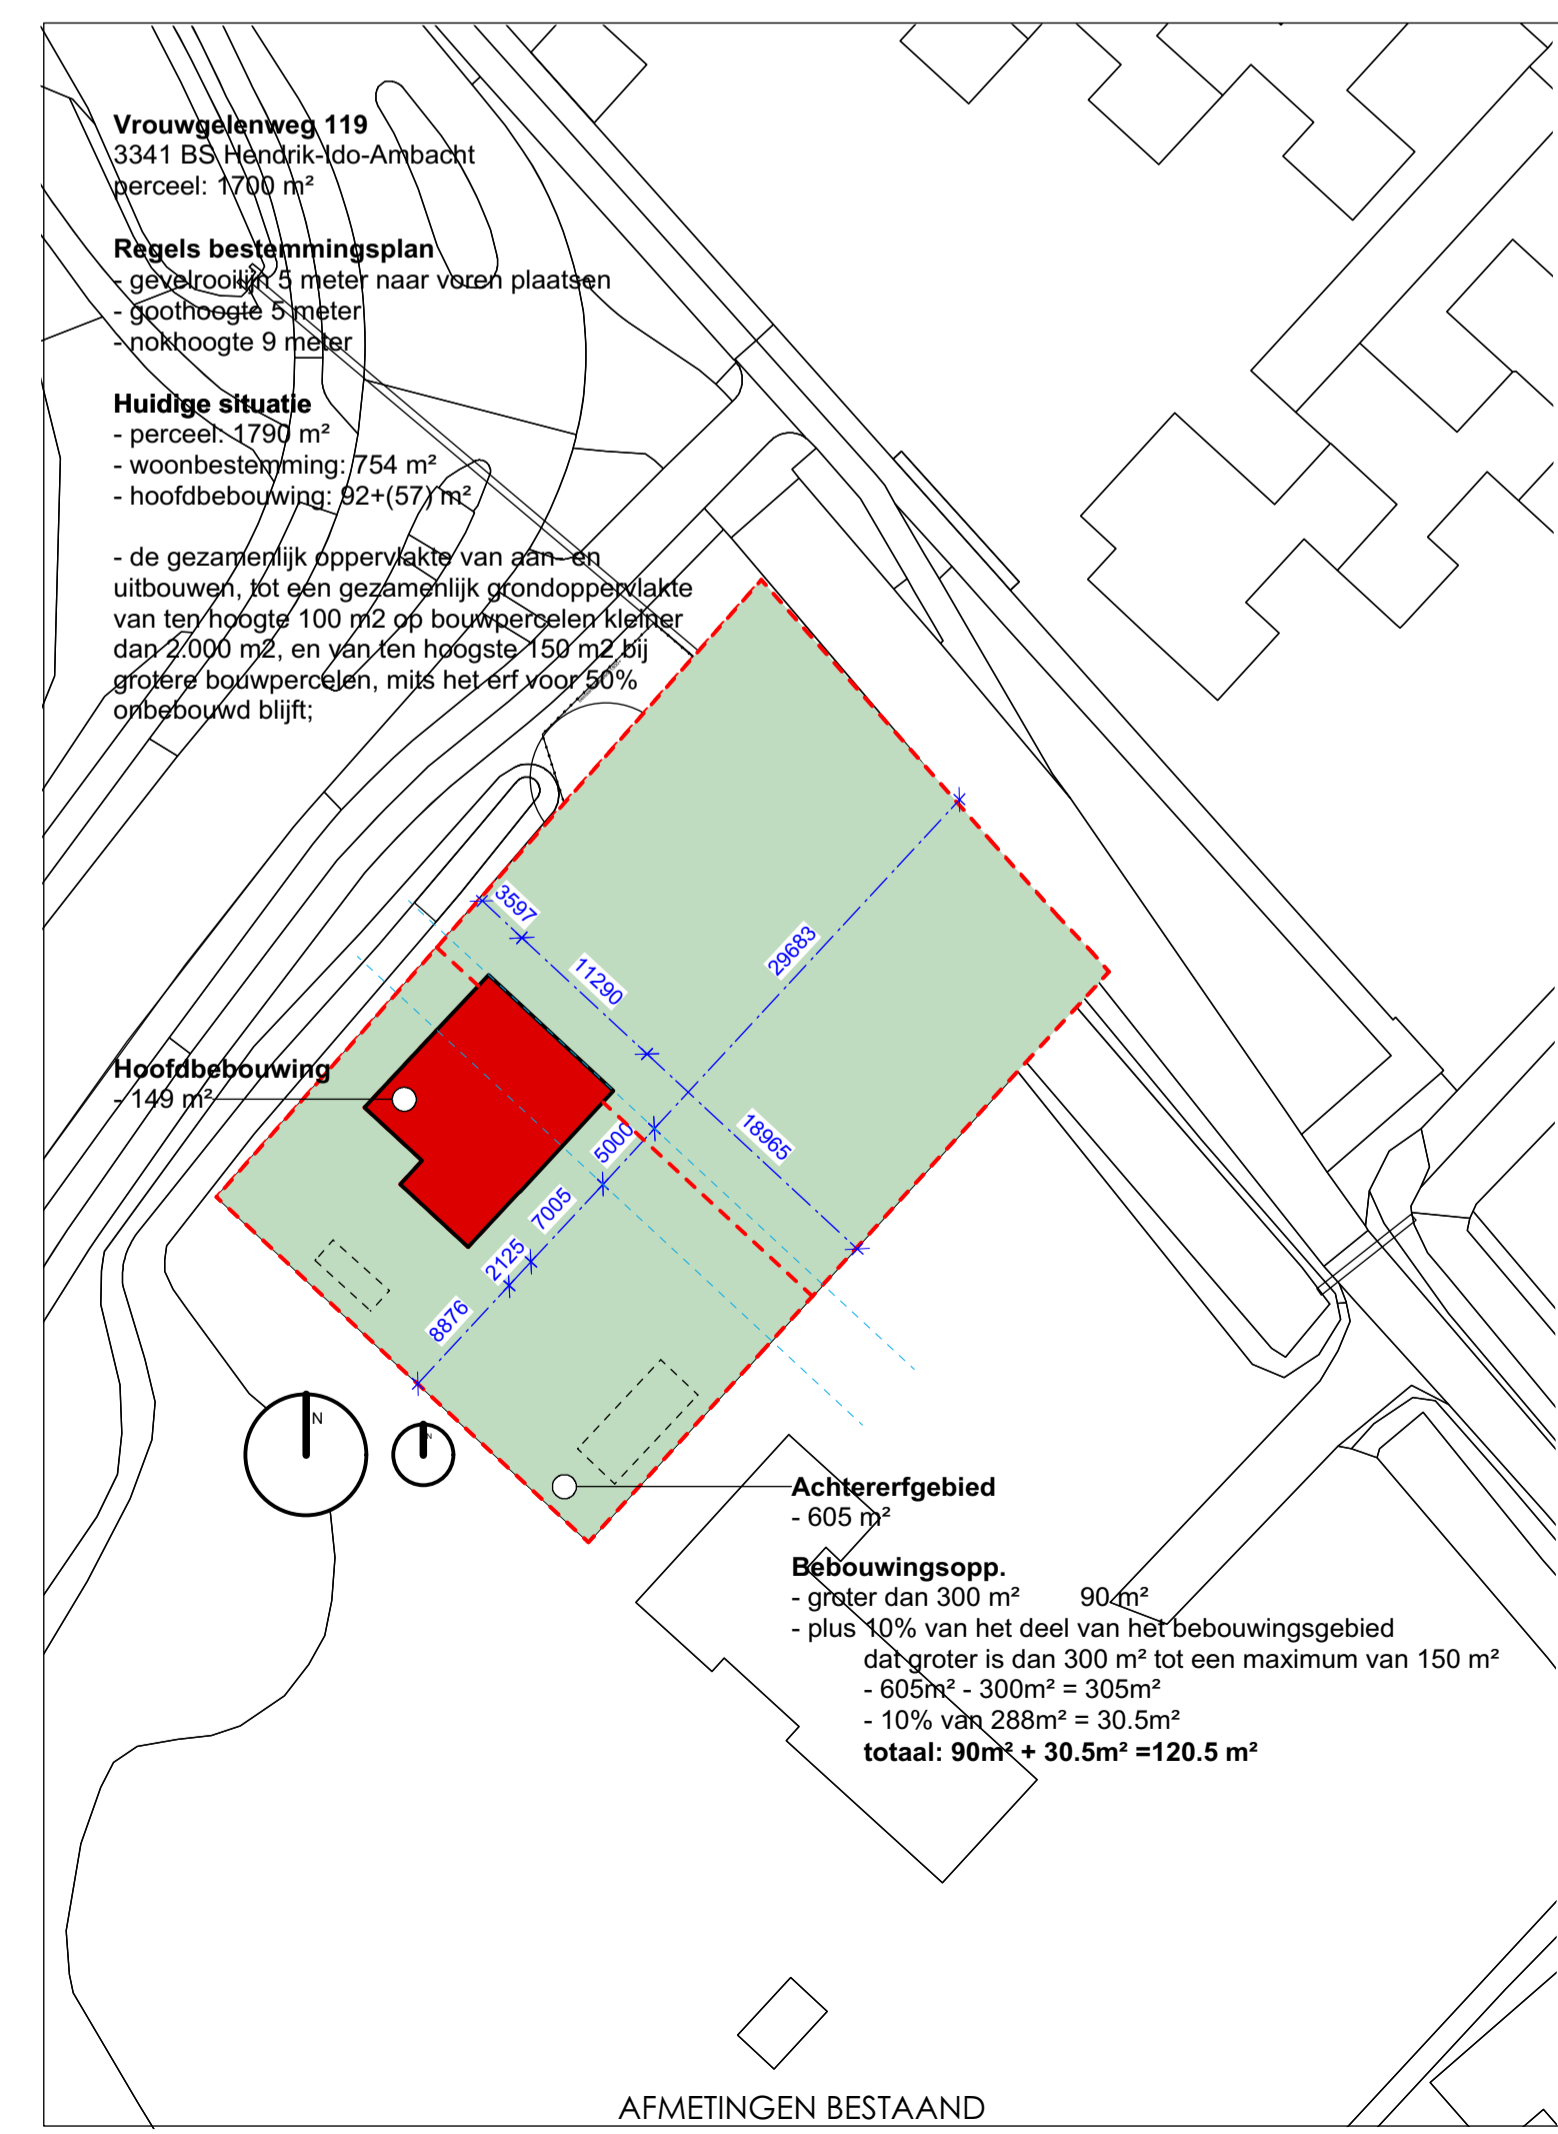 Vrouwgelenweg 119
3341 BS Hendrik-Ido-Ambacht
perceel: 1700 m²
Regels bestemmingsplan
- gevelrooilijn 5 meter naar voren plaatsen
- goothoogte 5 meter
- nokhoogte 9 meter
Huidige situatie
- perceel: 1790 m²
- woonbestemming: 754 m²
- hoofdbebouwing: 92+(57) m²
- de gezamenlijk oppervlakte van aan- en
uitbouwen, tot een gezamenlijk grondoppervlakte
van ten hoogte 100 m2 op bouwpercelen kleiner
dan 2.000 m2, en van ten hoogste 150 m2 bij
grotere bouwpercelen, mits het erf voor 50%
onbebouwd blijft;
3597
11290
29683
18965
5000
7005
2125
8876
Hoofdbebouwing
- 149 m²
N
N
Achtererfgebied
- 605 m²
Bebouwingsopp.
- groter dan 300 m² 90 m²
- plus 10% van het deel van het bebouwingsgebied
dat groter is dan 300 m² tot een maximum van 150 m²
- 605m² - 300m² = 305m²
- 10% van 288m² = 30.5m²
totaal: 90m² + 30.5m² =120.5 m²
AFMETINGEN BESTAAND